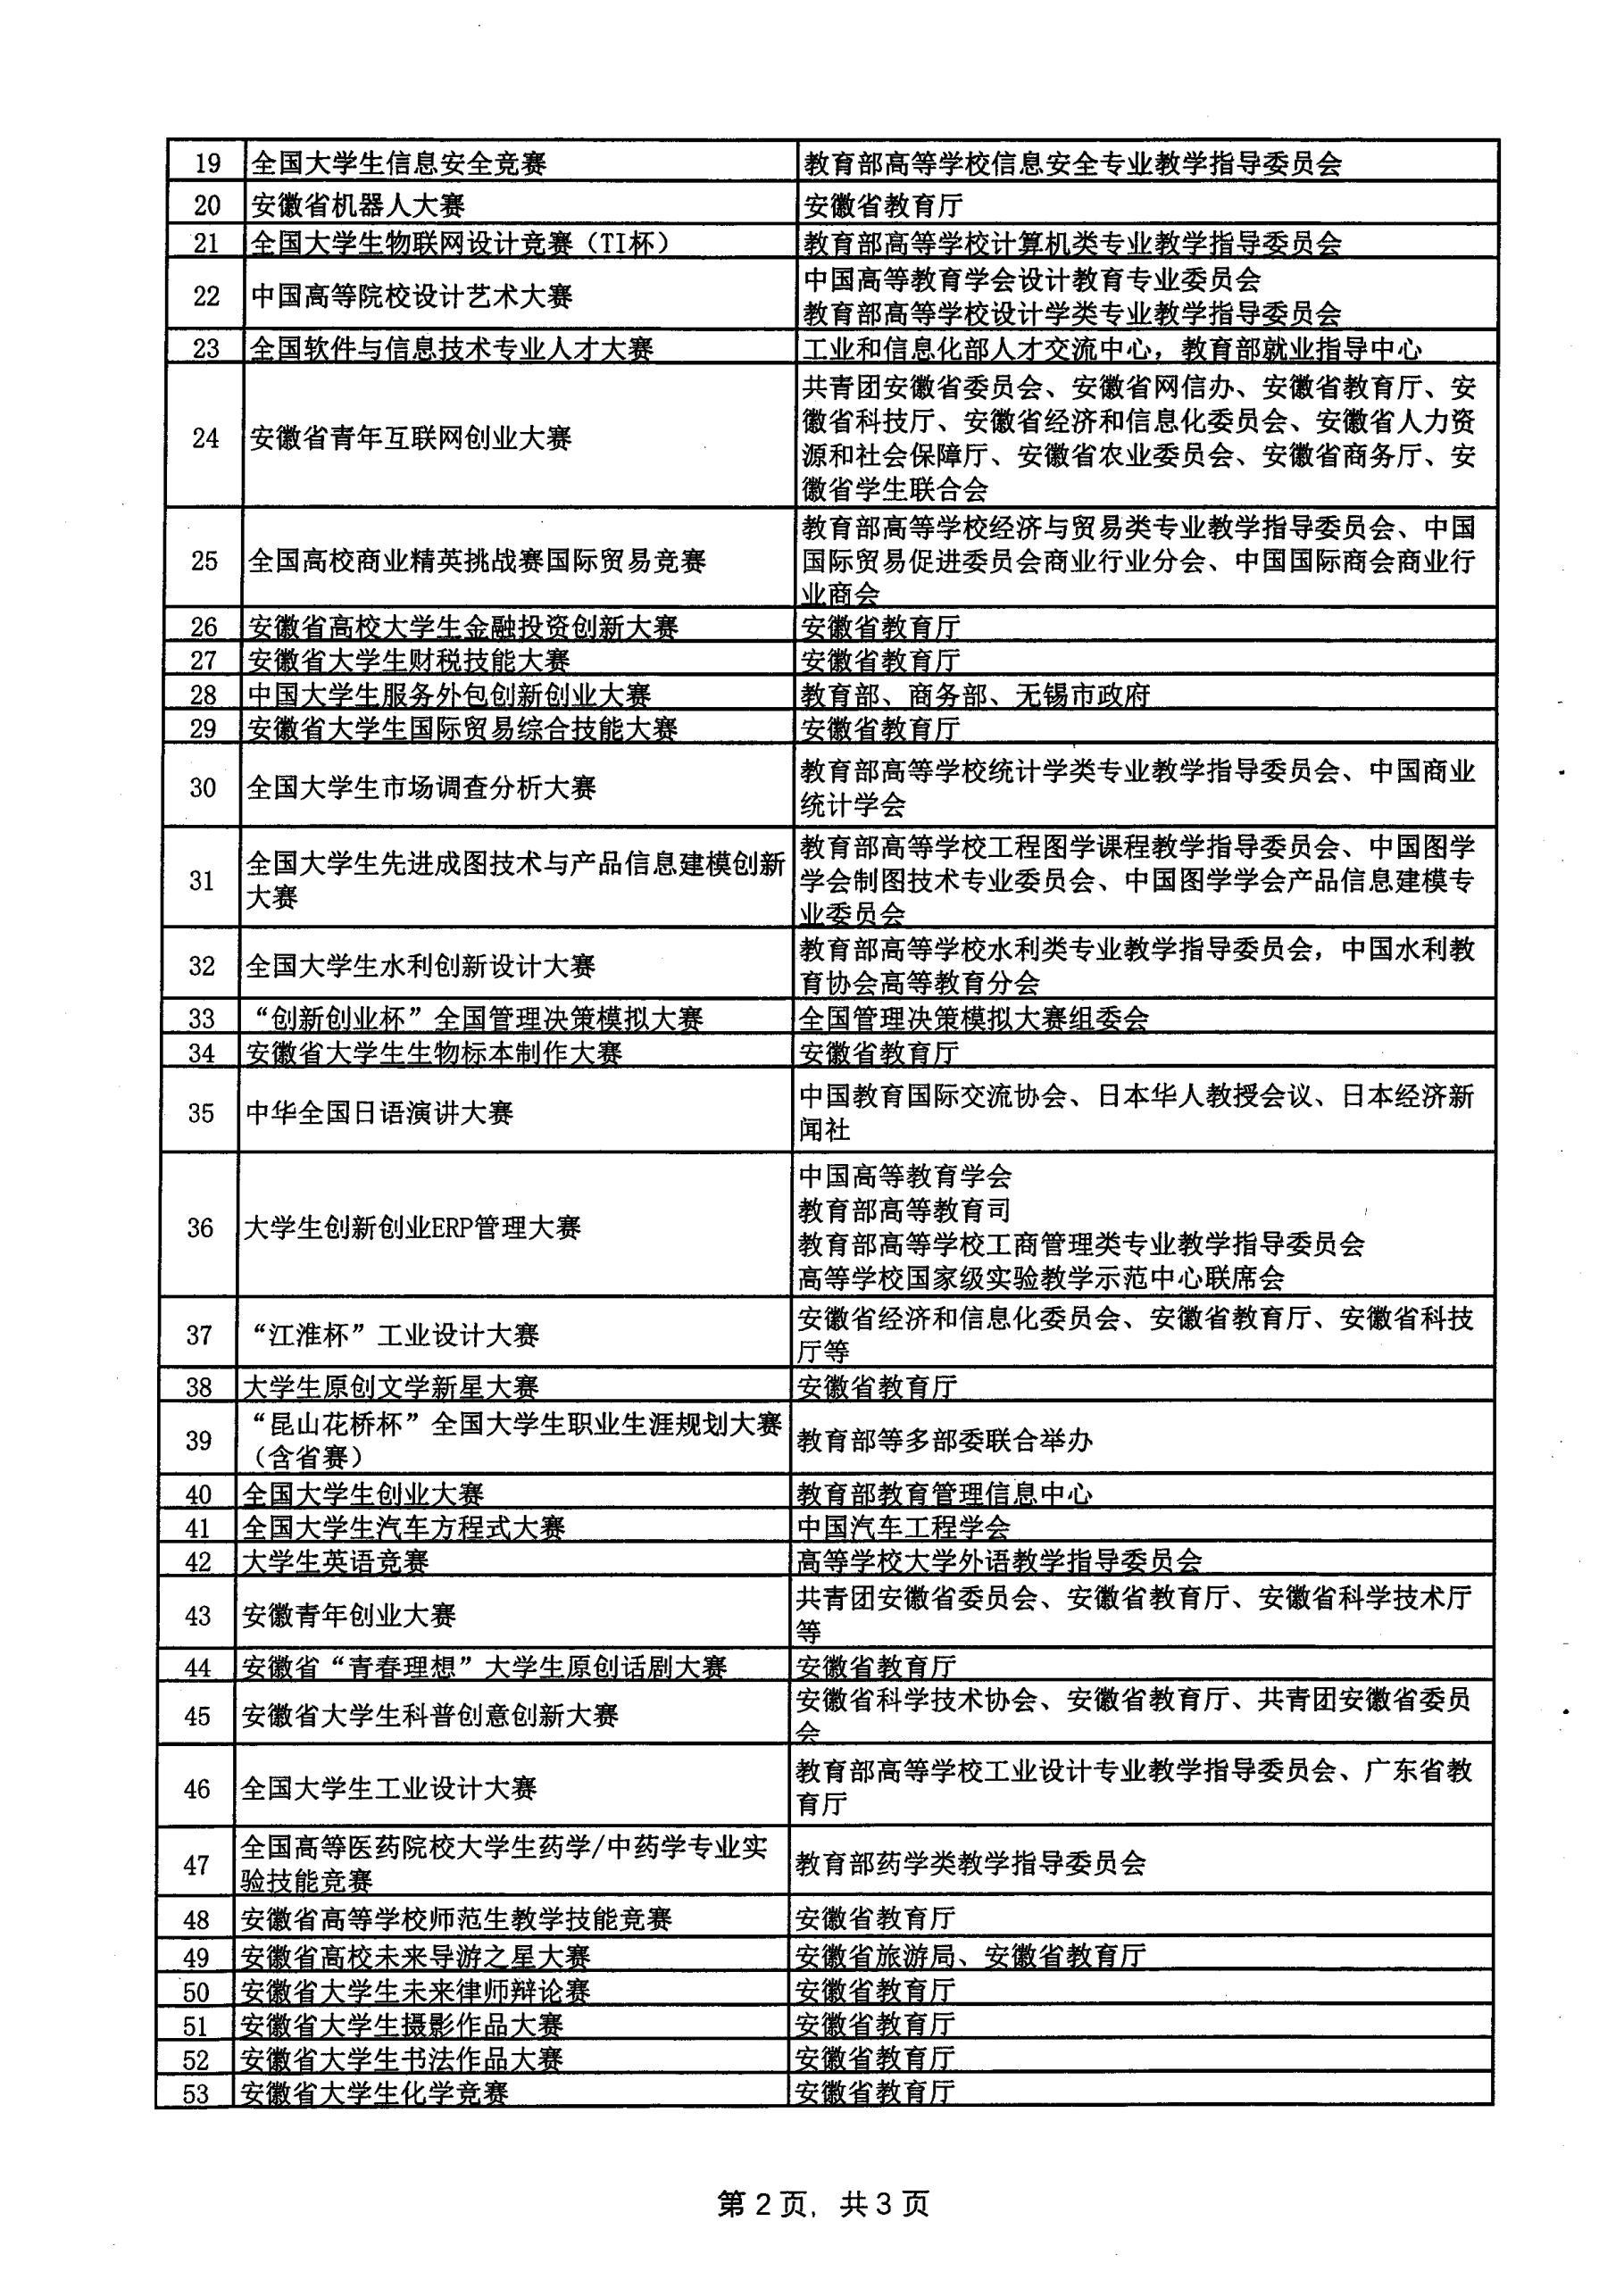 19 全国大学生信息安全竞赛 教育部高等学校信息安全专业教学指导委员会
20 安徽省机器人大赛 安徽省教育厅
21 全国大学生物联网设计竞赛（TI杯） 教育部高等学校计算机类专业教学指导委员会
22 中国高等院校设计艺术大赛 中国高等教育学会设计教育专业委员会
教育部高等学校设计学类专业教学指导委员会
23 全国软件与信息技术专业人才大赛 工业和信息化部人才交流中心，教育部就业指导中心
24 安徽省青年互联网创业大赛 共青团安徽省委员会、安徽省网信办、安徽省教育厅、安
徽省科技厅、安徽省经济和信息化委员会、安徽省人力资
源和社会保障厅、安徽省农业委员会、安徽省商务厅、安
徽省学生联合会
25 全国高校商业精英挑战赛国际贸易竞赛 教育部高等学校经济与贸易类专业教学指导委员会、中国
国际贸易促进委员会商业行业分会、中国国际商会商业行
业商会
26 安徽省高校大学生金融投资创新大赛 安徽省教育厅
27 安徽省大学生财税技能大赛 安徽省教育厅
28 中国大学生服务外包创新创业大赛 教育部、商务部、无锡市政府
29 安徽省大学生国际贸易综合技能大赛 安徽省教育厅
30 全国大学生市场调查分析大赛 教育部高等学校统计学类专业教学指导委员会、中国商业
统计学会
31 全国大学生先进成图技术与产品信息建模创新
大赛 教育部高等学校工程图学课程教学指导委员会、中国图学
学会制图技术专业委员会、中国图学学会产品信息建模专
业委员会
32 全国大学生水利创新设计大赛 教育部高等学校水利类专业教学指导委员会，中国水利教
育协会高等教育分会
33 “创新创业杯”全国管理决策模拟大赛 全国管理决策模拟大赛组委会
34 安徽省大学生生物标本制作大赛 安徽省教育厅
35 中华全国日语演讲大赛 中国教育国际交流协会、日本华人教授会议、日本经济新
闻社
36 大学生创新创业ERP管理大赛 中国高等教育学会
教育部高等教育司
教育部高等学校工商管理类专业教学指导委员会
高等学校国家级实验教学示范中心联席会
37 “江淮杯”工业设计大赛 安徽省经济和信息化委员会、安徽省教育厅、安徽省科技
厅等
38 大学生原创文学新星大赛 安徽省教育厅
39 “昆山花桥杯”全国大学生职业生涯规划大赛
（含省赛） 教育部等多部委联合举办
40 全国大学生创业大赛 教育部教育管理信息中心
41 全国大学生汽车方程式大赛 中国汽车工程学会
42 大学生英语竞赛 高等学校大学外语教学指导委员会
43 安徽青年创业大赛 共青团安徽省委员会、安徽省教育厅、安徽省科学技术厅
等
44 安徽省“青春理想”大学生原创话剧大赛 安徽省教育厅
45 安徽省大学生科普创意创新大赛 安徽省科学技术协会、安徽省教育厅、共青团安徽省委员
会
46 全国大学生工业设计大赛 教育部高等学校工业设计专业教学指导委员会、广东省教
育厅
47 全国高等医药院校大学生药学/中药学专业实
验技能竞赛 教育部药学类教学指导委员会
48 安徽省高等学校师范生教学技能竞赛 安徽省教育厅
49 安徽省高校未来导游之星大赛 安徽省旅游局、安徽省教育厅
50 安徽省大学生未来律师辩论赛 安徽省教育厅
51 安徽省大学生摄影作品大赛 安徽省教育厅
52 安徽省大学生书法作品大赛 安徽省教育厅
53 安徽省大学生化学竞赛 安徽省教育厅
第 2 页，共 3 页